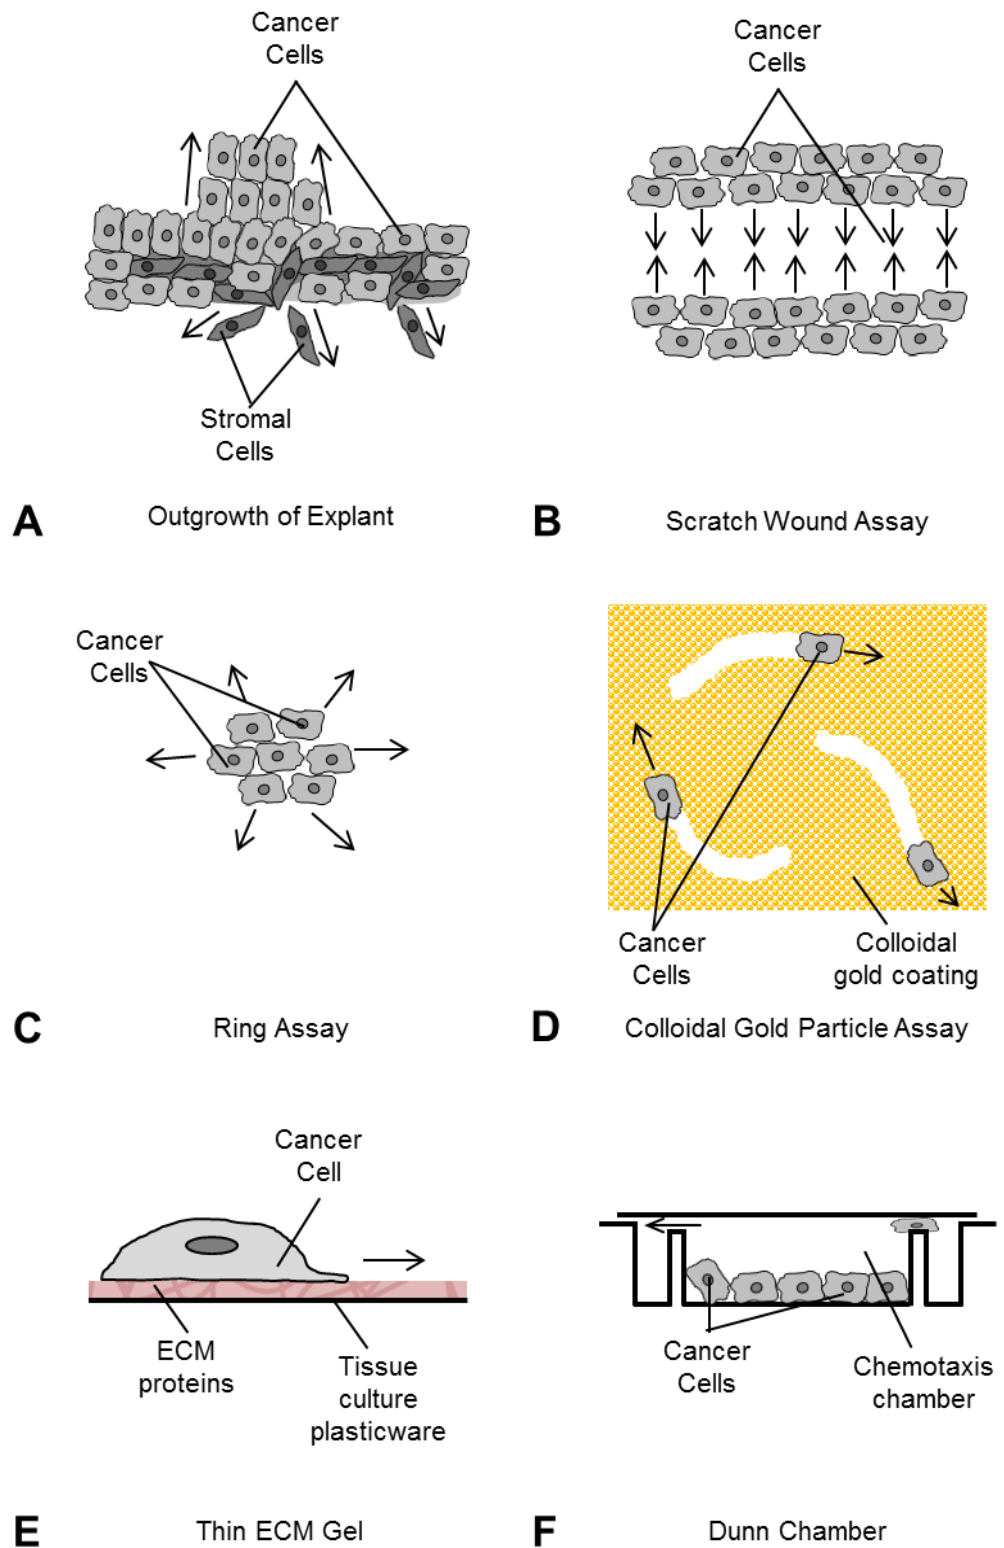 Cancer
Cells
Cancer
Cells
Stromal
Cells
A
Outgrowth of Explant
B
Scratch Wound Assay
Cancer
Cells
Cancer
Cells
Colloidal
gold coating
C
Ring Assay
D
Colloidal Gold Particle Assay
Cancer
Cell
ECM
proteins
Tissue
culture
plasticware
Cancer
Cells
Chemotaxis
chamber
E
Thin ECM Gel
F
Dunn Chamber